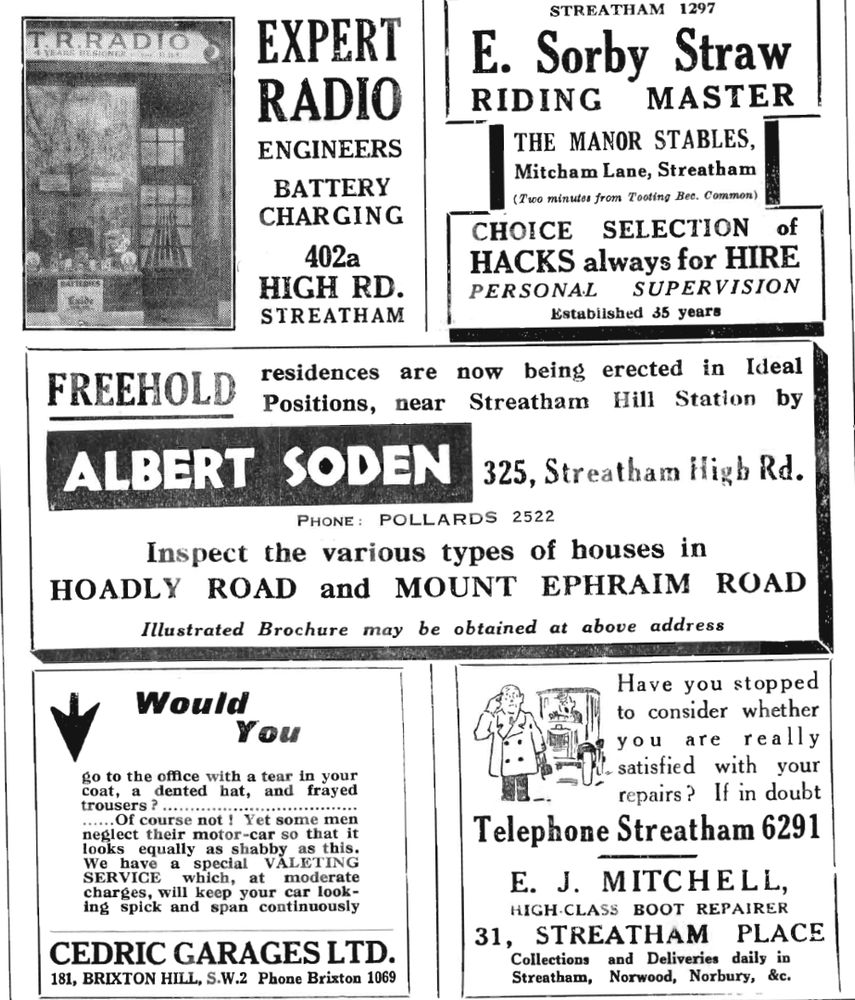 T.R.RADIO
4 YEARS DESIGNER
BATTERIES
Exide
EXPERT
RADIO
ENGINEERS
BATTERY
CHARGING
402a
HIGH RD.
STREATHAM
STREATHAM 1297
E. Sorby Straw
RIDING MASTER
THE MANOR STABLES,
Mitcham Lane, Streatham
(Two minutes from Tooting Bec. Common)
CHOICE SELECTION of
HACKS always for HIRE
PERSONAL SUPERVISION
Established 35 years
FREEHOLD residences are now being erected in Ideal
Positions, near Streatham Hill Station by
ALBERT SODEN 325, Streatham High Rd.
PHONE: POLLARDS 2522
Inspect the various types of houses in
HOADLY ROAD and MOUNT EPHRAIM ROAD
Illustrated Brochure may be obtained at above address
Would
You
go to the office with a tear in your
coat, a dented hat, and frayed
trousers ?..................................
......Of course not ! Yet some men
neglect their motor-car so that it
looks equally as shabby as this.
We have a special VALETING
SERVICE which, at moderate
charges, will keep your car look-
ing spick and span continuously
CEDRIC GARAGES LTD.
181, BRIXTON HILL, S.W.2 Phone Brixton 1069
Have you stopped
to consider whether
you are really
satisfied with your
repairs? If in doubt
Telephone Streatham 6291
E. J. MITCHELL,
HIGH-CLASS BOOT REPAIRER
31, STREATHAM PLACE
Collections and Deliveries daily in
Streatham, Norwood, Norbury, &c.